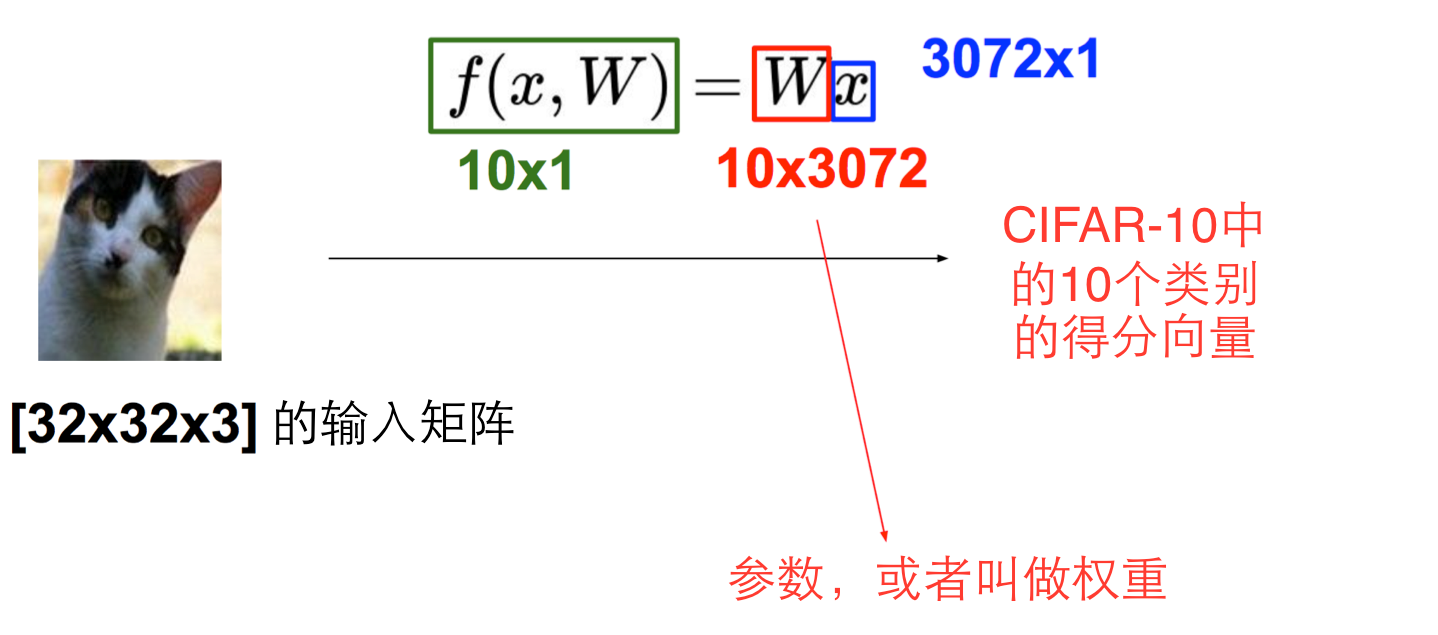 f(x, W) = Wx
3072x1
10x1
10x3072
CIFAR-10中
的10个类别
的得分向量
[32x32x3] 的输入矩阵
参数，或者叫做权重